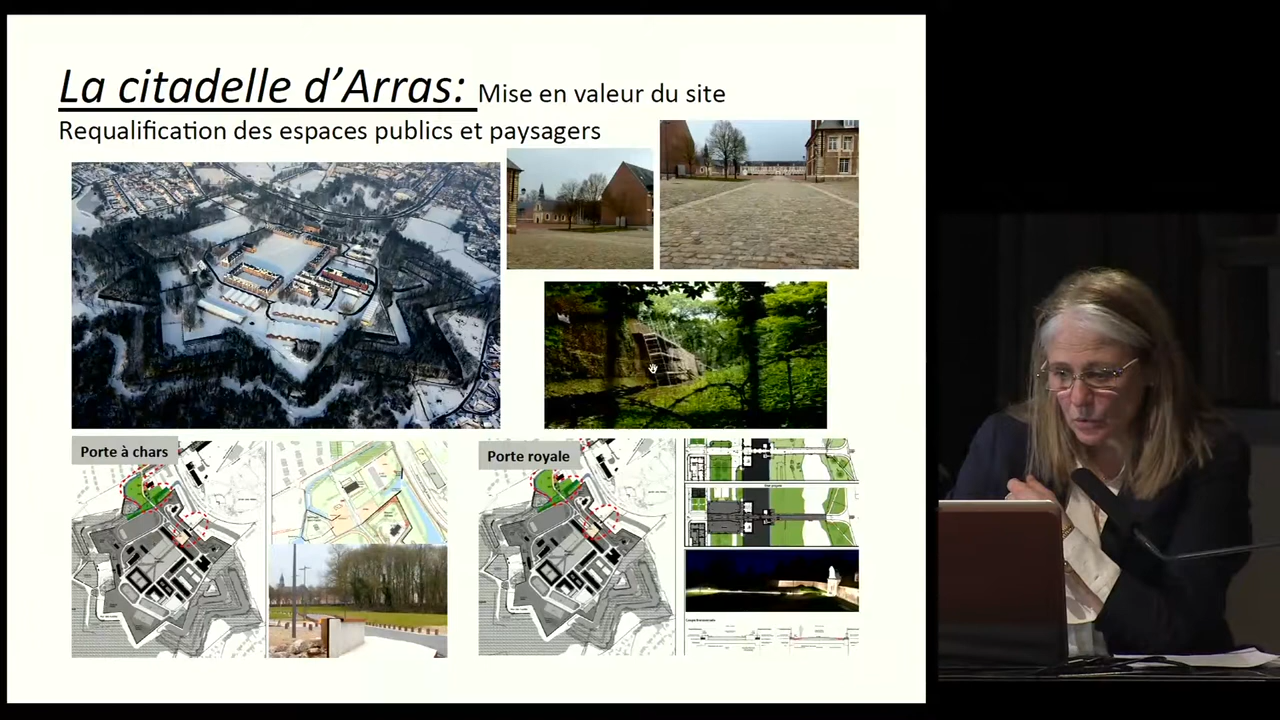 La citadelle d’Arras: Mise en valeur du site
Requalification des espaces publics et paysagers
Porte à chars
Porte royale